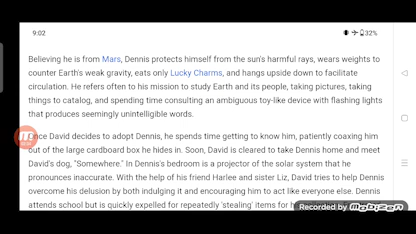 9:02
32%
Believing he is from Mars, Dennis protects himself from the sun's harmful rays, wears weights to
counter Earth's weak gravity, eats only Lucky Charms, and hangs upside down to facilitate
circulation. He refers often to his mission to study Earth and its people, taking pictures, taking
things to catalog, and spending time consulting an ambiguous toy-like device with flashing lights
that produces seemingly unintelligible words.
Once David decides to adopt Dennis, he spends time getting to know him, patiently coaxing him
out of the large cardboard box he hides in. Soon, David is cleared to take Dennis home and meet
David's dog, "Somewhere." In Dennis's bedroom is a projector of the solar system that he
pronounces inaccurate. With the help of his friend Harlee and sister Liz, David tries to help Dennis
overcome his delusion by both indulging it and encouraging him to act like everyone else. Dennis
attends school but is quickly expelled for repeatedly 'stealing' items for h
Recorded by Mobizen